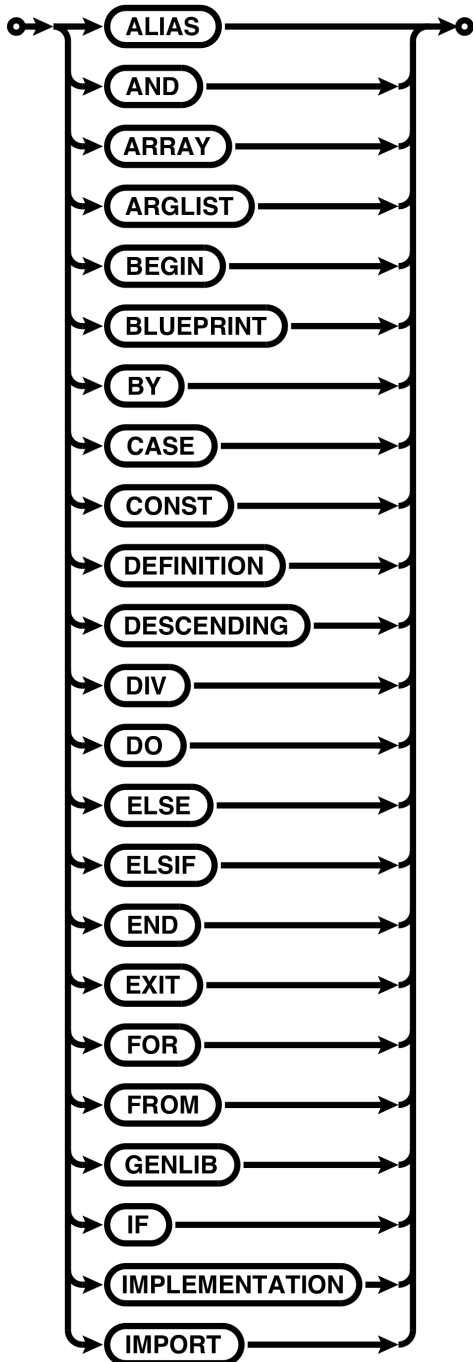 ALIAS
AND
ARRAY
ARGLIST
BEGIN
BLUEPRINT
BY
CASE
CONST
DEFINITION
DESCENDING
DIV
DO
ELSE
ELSIF
END
EXIT
FOR
FROM
GENLIB
IF
IMPLEMENTATION
IMPORT